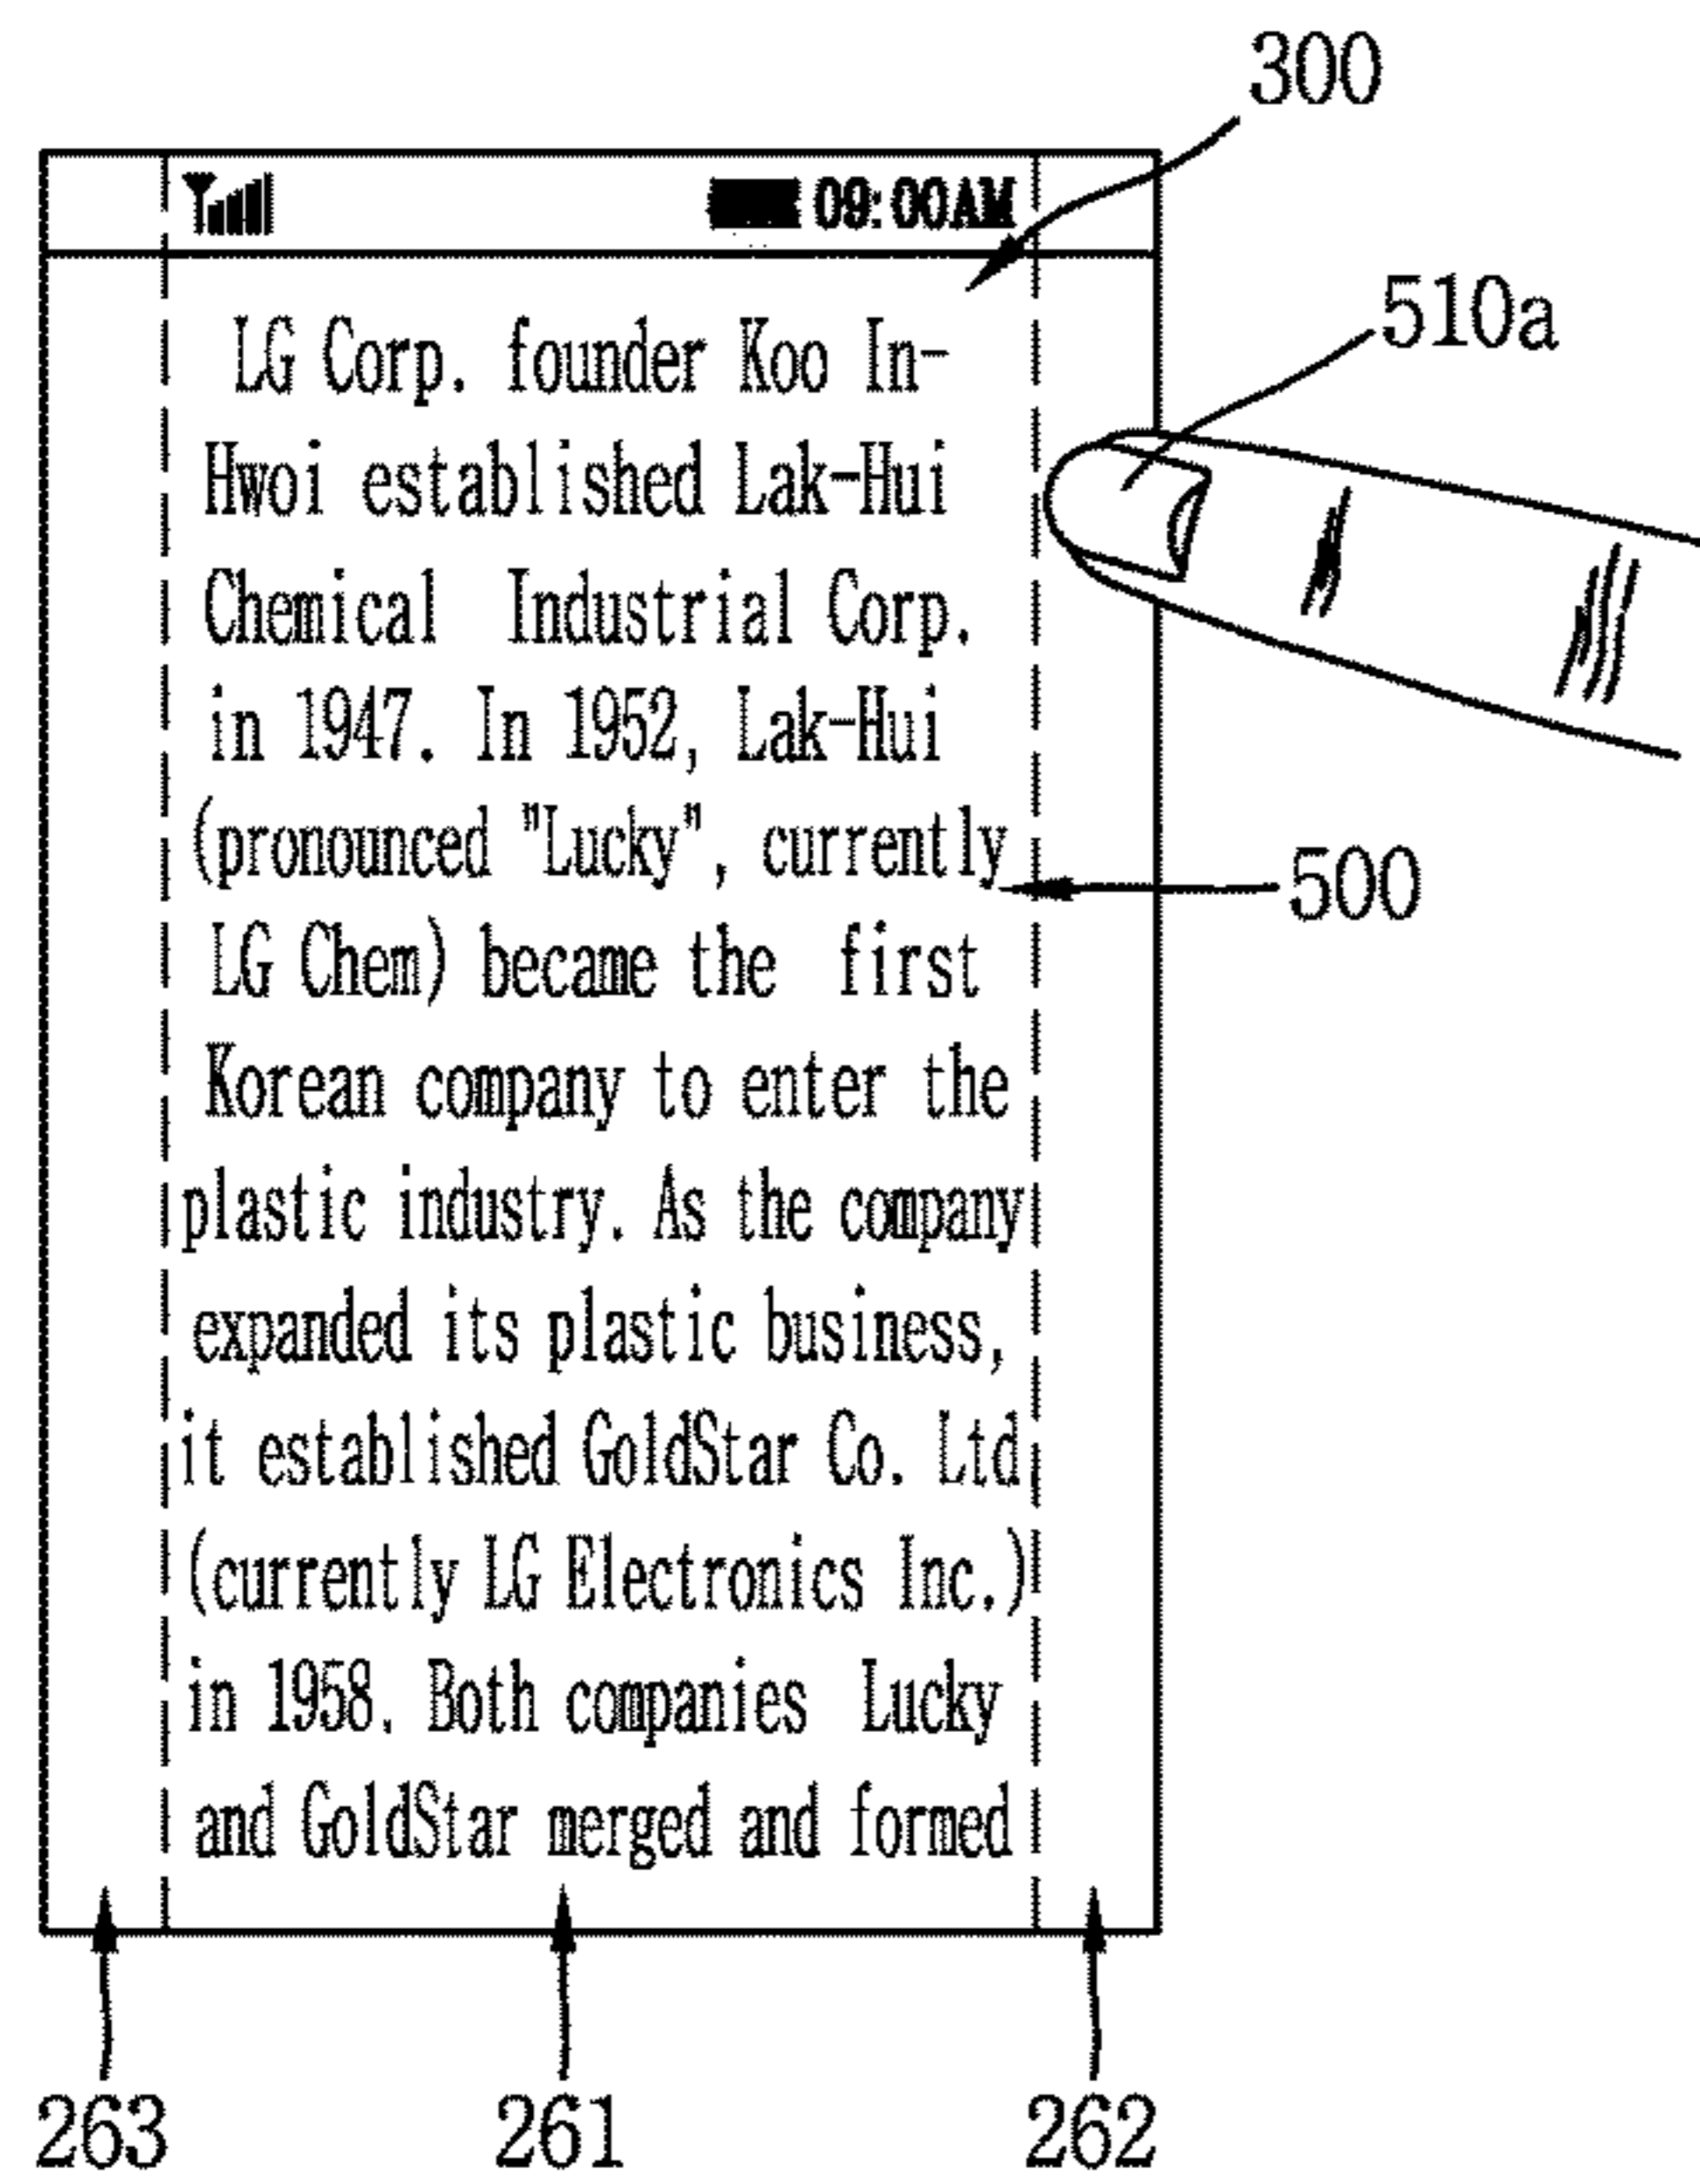 300
09:00AM
510a
LG Corp. founder Koo In-
Hwoi established Lak-Hui
Chemical Industrial Corp.
in 1947. In 1952, Lak-Hui
(pronounced "Lucky", currently
500
LG Chem) became the first
Korean company to enter the
plastic industry. As the company
expanded its plastic business,
it established GoldStar Co. Ltd
(currently LG Electronics Inc.)
in 1958. Both companies Lucky
and GoldStar merged and formed
263 261 262